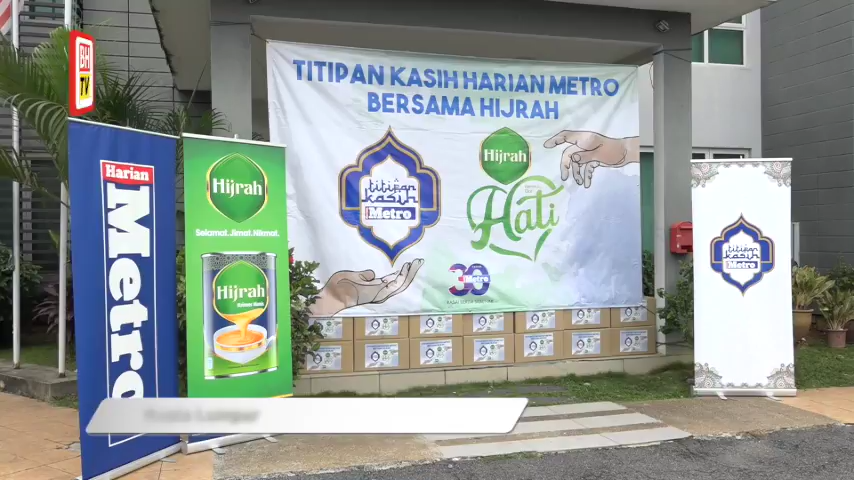 BH
TV
TITIPAN KASIH HARIAN METRO
BERSAMA HIJRAH
titipan
kasih
Metro
Hijrah
Hati
30
Metro
Harian
Metro
Hijrah
Selamat. Jimat. Nikmat.
Hijrah
titipan
kasih
Metro